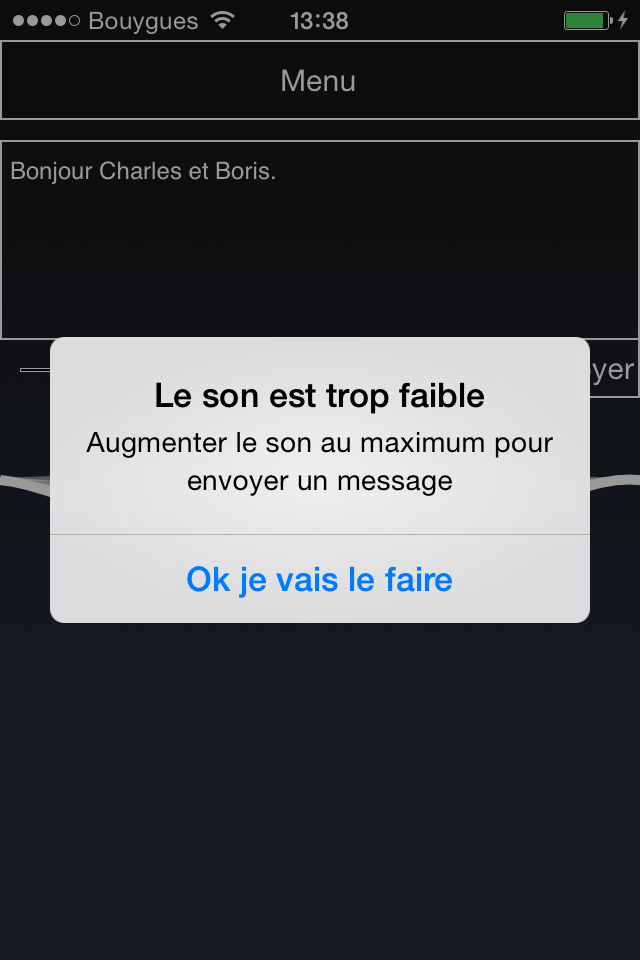 Bouygues 13:38
Menu
Bonjour Charles et Boris.
yer
Le son est trop faible
Augmenter le son au maximum pour
envoyer un message
Ok je vais le faire